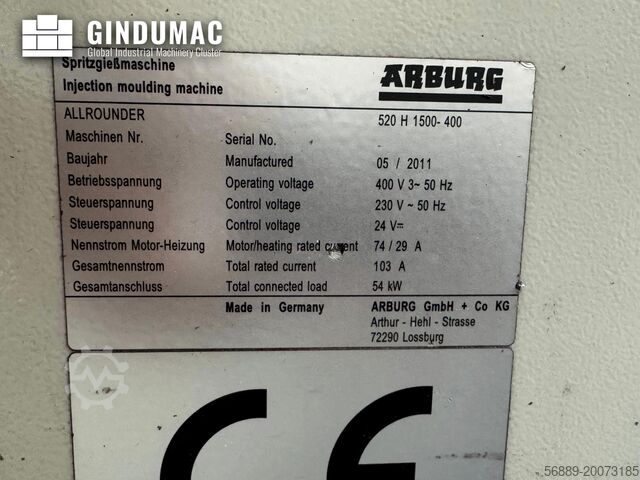 GINDUMAC
Global Industrial Machinery Cluster
Spritzgießmaschine
Injection moulding machine
ARBURG
ALLROUNDER 520 H 1500- 400
Maschinen Nr. Serial No.
Baujahr Manufactured 05 / 2011
Betriebsspannung Operating voltage 400 V 3~ 50 Hz
Steuerspannung Control voltage 230 V ~ 50 Hz
Steuerspannung Control voltage 24 V⎓
Nennstrom Motor-Heizung Motor/heating rated current 74 / 29 A
Gesamtnennstrom Total rated current 103 A
Gesamtanschluss Total connected load 54 kW
Made in Germany ARBURG GmbH + Co KG
Arthur - Hehl - Strasse
72290 Lossburg
CE
56889-20073185